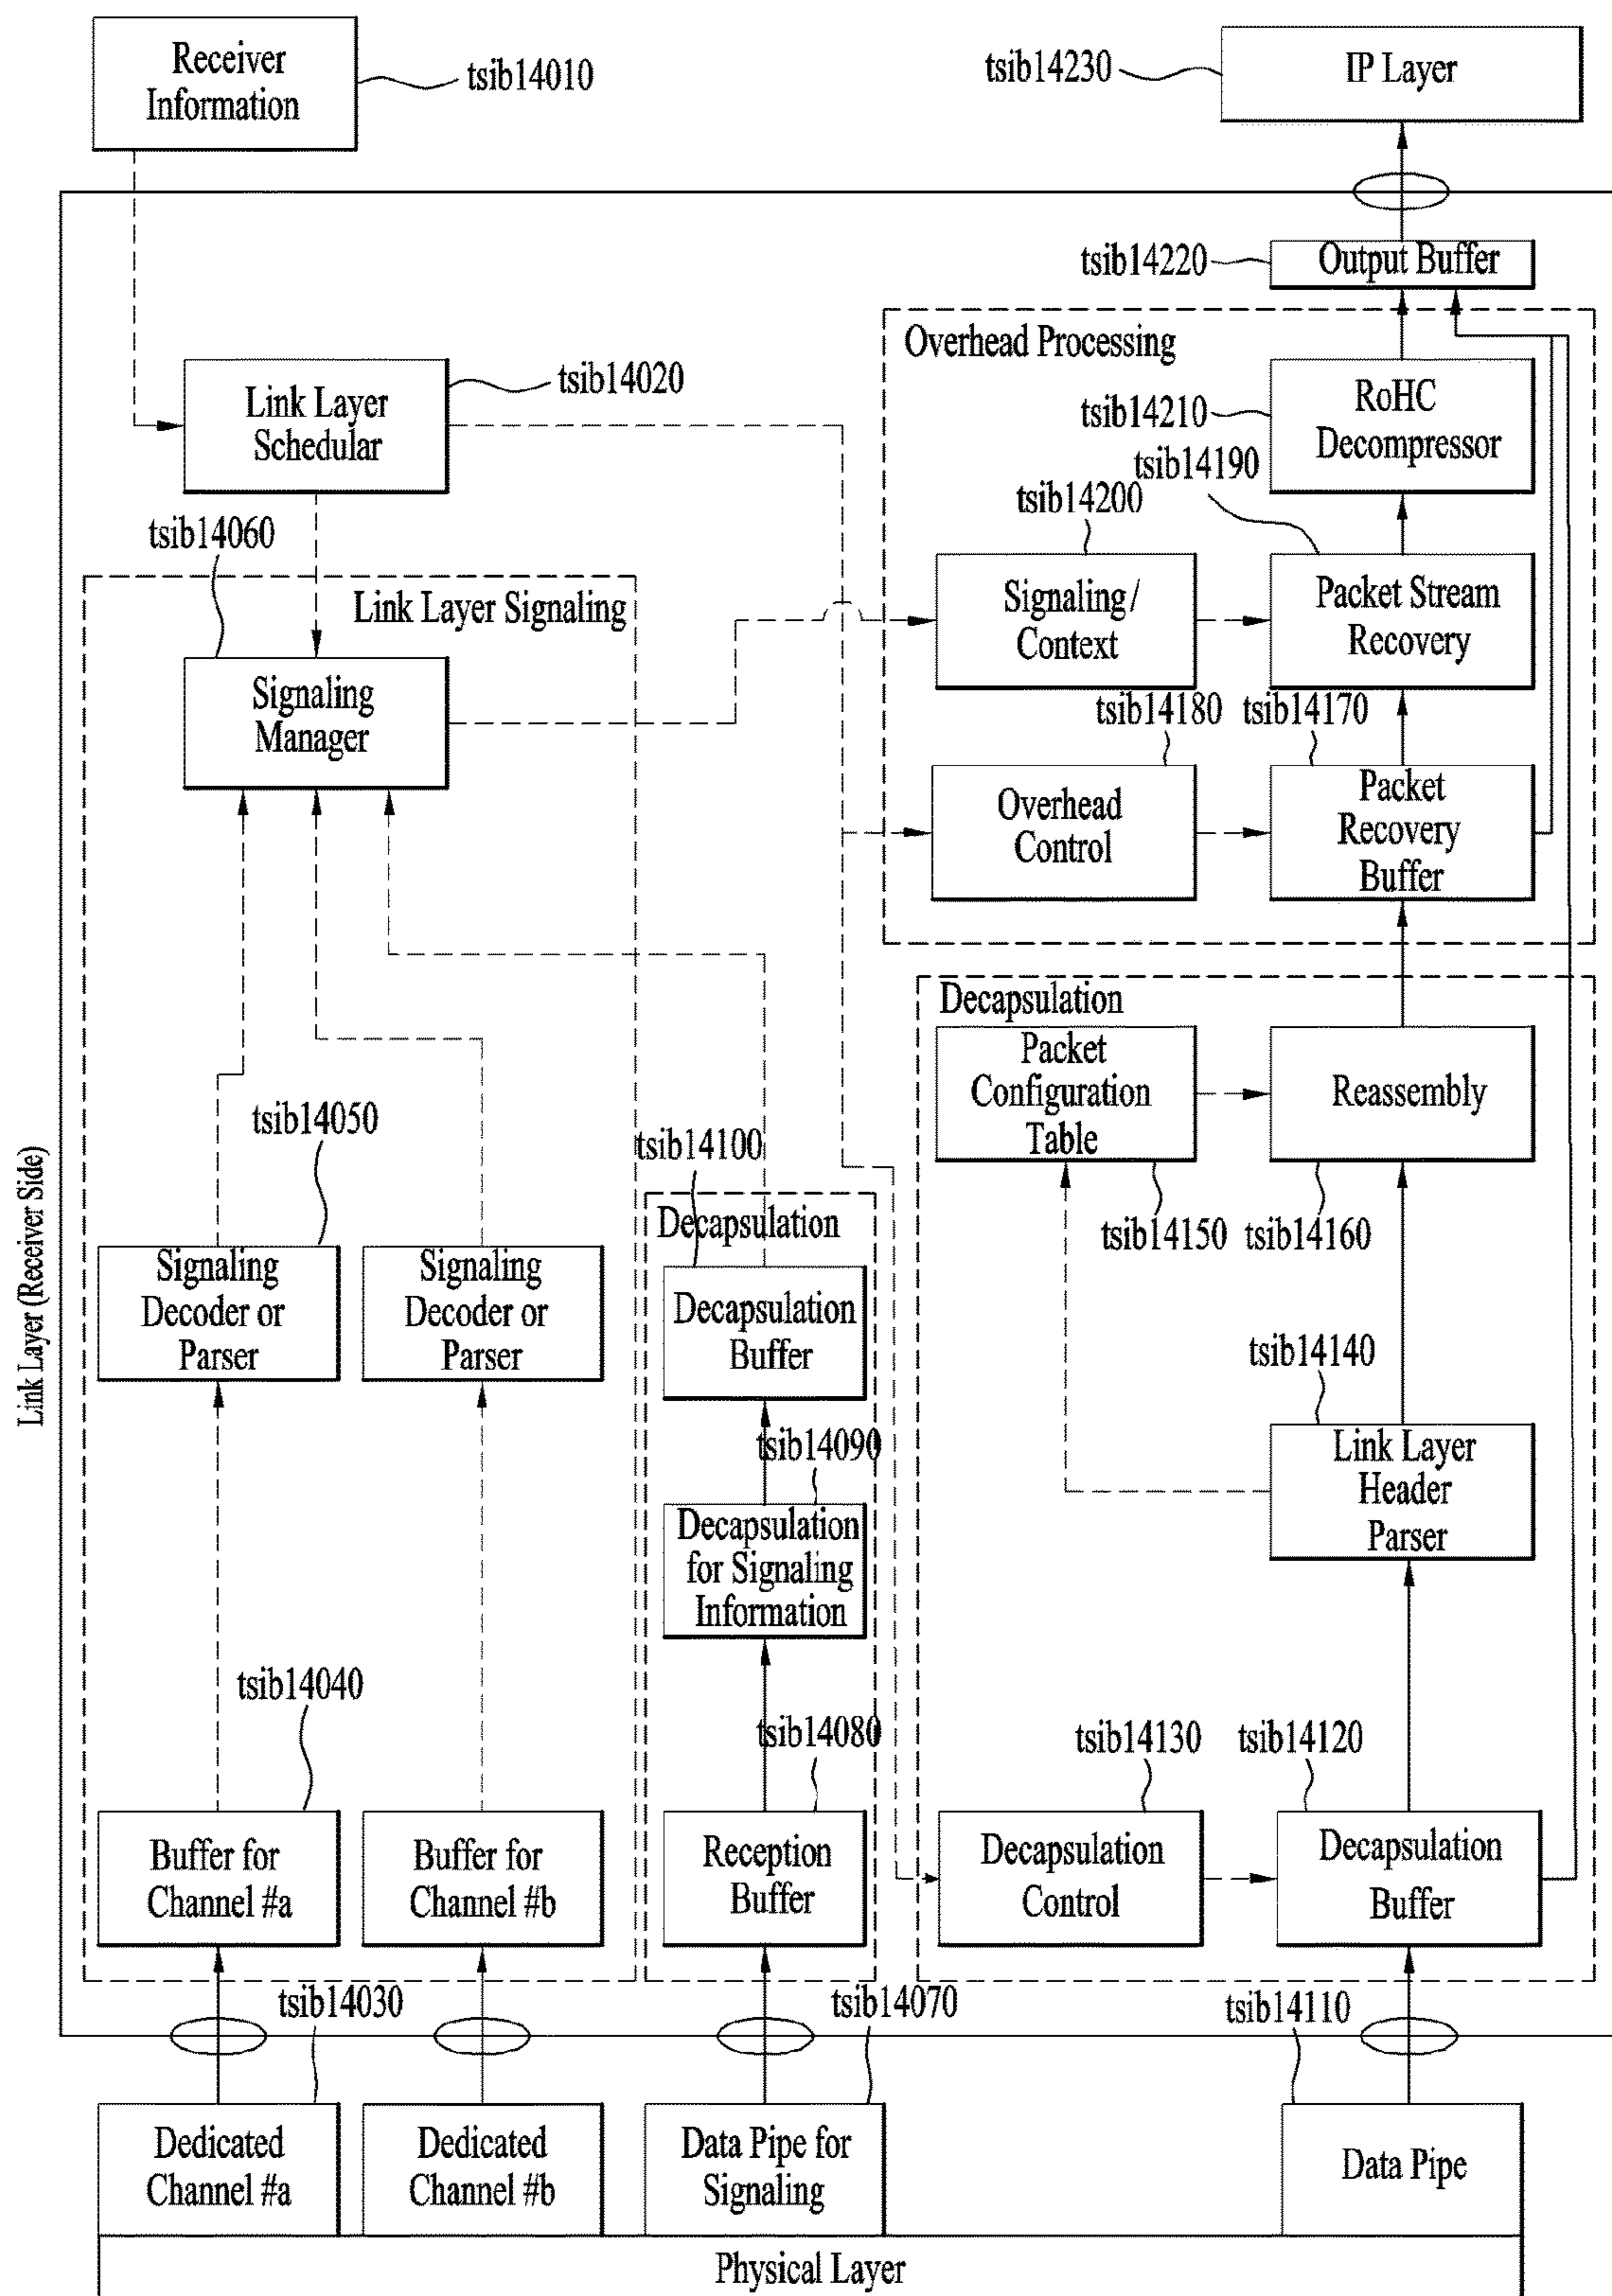 Receiver
Information
tsib14010
tsib14230
IP Layer
tsib14220
Output Buffer
Overhead Processing
Link Layer
Schedular
tsib14020
tsib14210
RoHC
Decompressor
tsib14190
tsib14200
tsib14060
Link Layer Signaling
Signaling /
Context
Packet Stream
Recovery
Signaling
Manager
tsib14180
tsib14170
Overhead
Control
Packet
Recovery
Buffer
Decapsulation
Packet
Configuration
Table
Reassembly
tsib14050
tsib14100
tsib14150
tsib14160
Link Layer (Receiver Side)
Decapsulation
Signaling
Decoder or
Parser
Signaling
Decoder or
Parser
Decapsulation
Buffer
tsib14140
tsib14090
Link Layer
Header
Parser
Decapsulation
for Signaling
Information
tsib14040
tsib14080
tsib14130
tsib14120
Buffer for
Channel #a
Buffer for
Channel #b
Reception
Buffer
Decapsulation
Control
Decapsulation
Buffer
tsib14030
tsib14070
tsib14110
Dedicated
Channel #a
Dedicated
Channel #b
Data Pipe for
Signaling
Data Pipe
Physical Layer